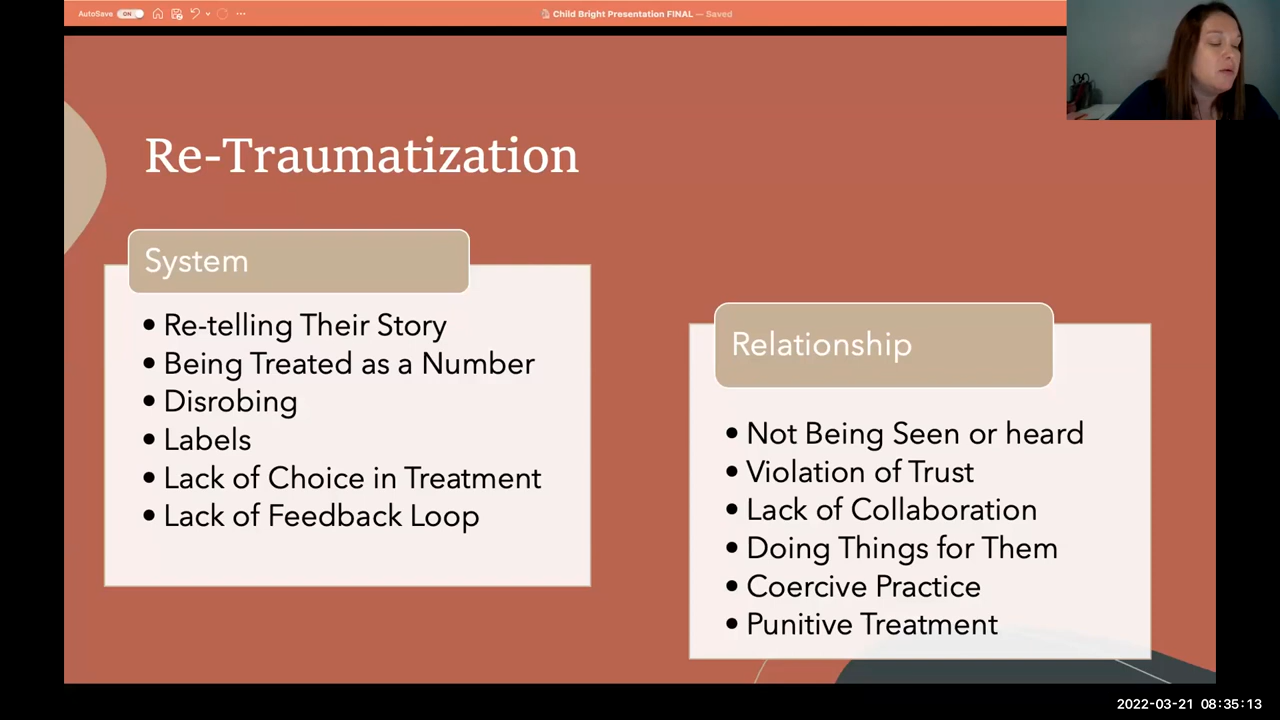 AutoSave ON
Child Bright Presentation FINAL — Saved
Re-Traumatization
System
• Re-telling Their Story
• Being Treated as a Number
• Disrobing
• Labels
• Lack of Choice in Treatment
• Lack of Feedback Loop
Relationship
• Not Being Seen or heard
• Violation of Trust
• Lack of Collaboration
• Doing Things for Them
• Coercive Practice
• Punitive Treatment
2022-03-21 08:35:13